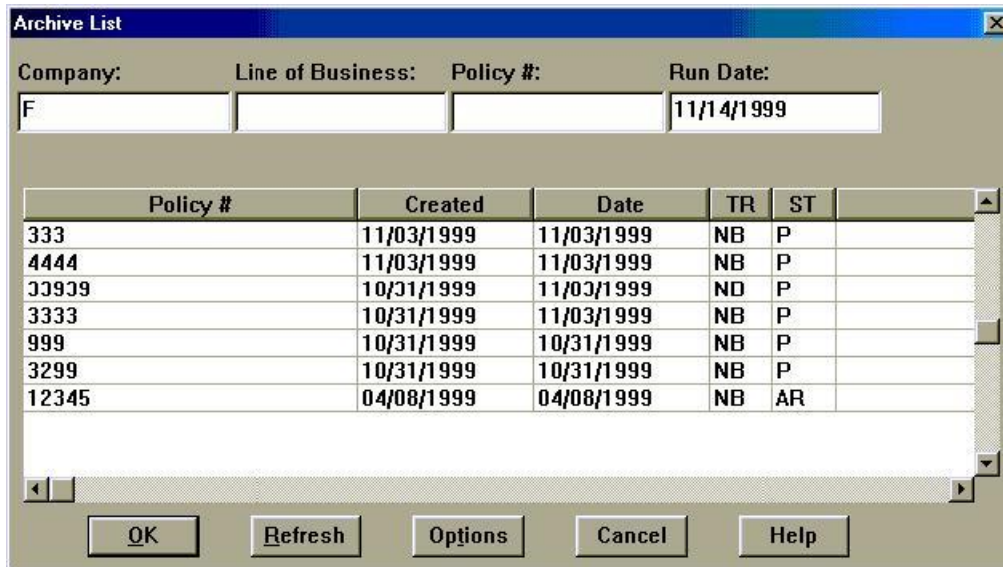 Archive List
Company: Line of Business: Policy #: Run Date:
F 11/14/1999
Policy # Created Date TR ST
333 11/03/1999 11/03/1999 NB P
4444 11/03/1999 11/03/1999 NB P
33939 10/31/1999 11/03/1999 NB P
3333 10/31/1999 11/03/1999 NB P
999 10/31/1999 10/31/1999 NB P
3299 10/31/1999 10/31/1999 NB P
12345 04/08/1999 04/08/1999 NB AR
OK Refresh Options Cancel Help